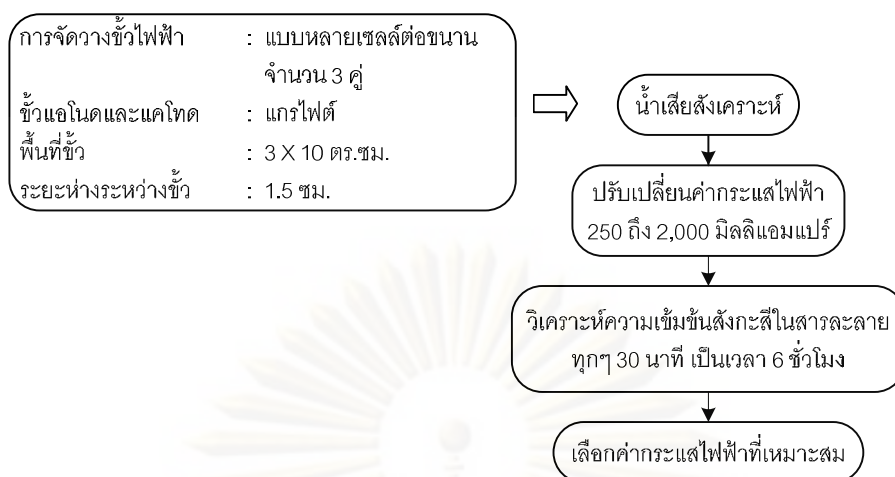 การจัดวางขั้วไฟฟ้า : แบบหลายเซลล์ต่อขนาน
จำนวน 3 คู่
ขั้วแอโนดและแคโทด : แกรไฟต์
พื้นที่ขั้ว : 3 X 10 ตร.ซม.
ระยะห่างระหว่างขั้ว : 1.5 ซม.
น้ำเสียสังเคราะห์
ปรับเปลี่ยนค่ากระแสไฟฟ้า
250 ถึง 2,000 มิลลิแอมแปร์
วิเคราะห์ความเข้มข้นสังกะสีในสารละลาย
ทุกๆ 30 นาที เป็นเวลา 6 ชั่วโมง
เลือกค่ากระแสไฟฟ้าที่เหมาะสม